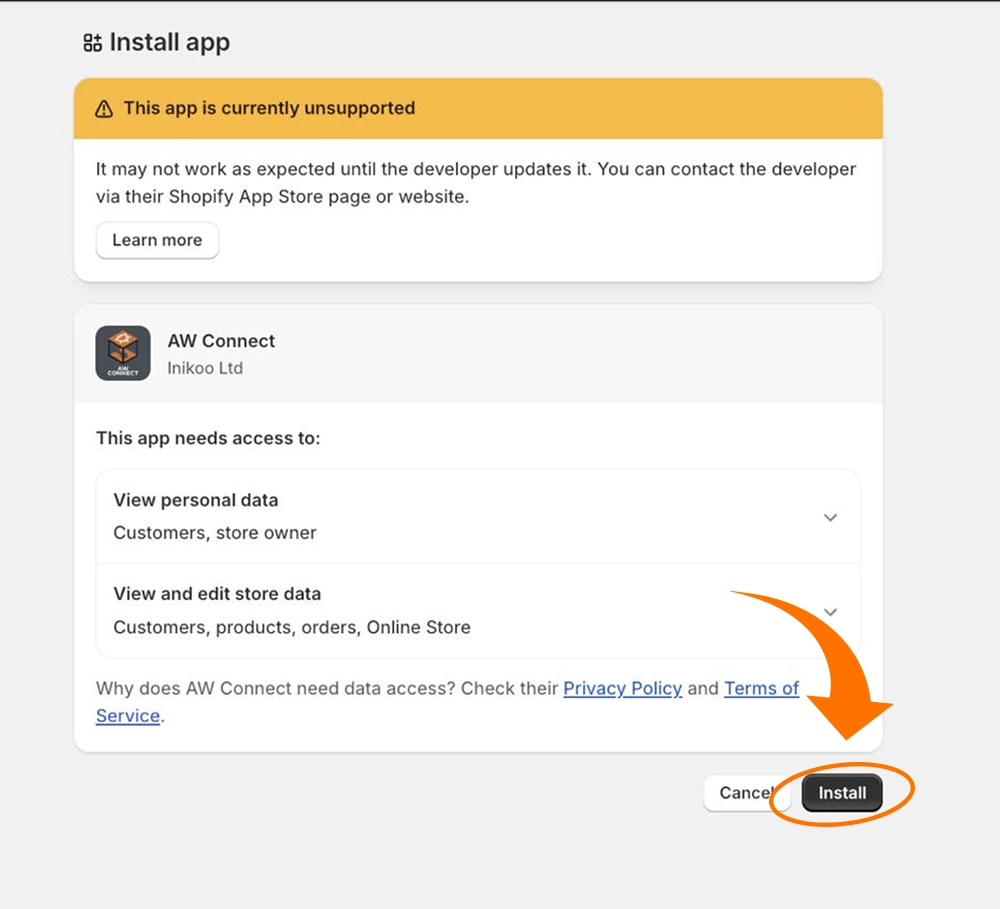 Install app
This app is currently unsupported
It may not work as expected until the developer updates it. You can contact the developer
via their Shopify App Store page or website.
Learn more
AW Connect
Inikoo Ltd
AW
CONNECT
This app needs access to:
View personal data
Customers, store owner
View and edit store data
Customers, products, orders, Online Store
Why does AW Connect need data access? Check their Privacy Policy and Terms of
Service.
Cancel
Install